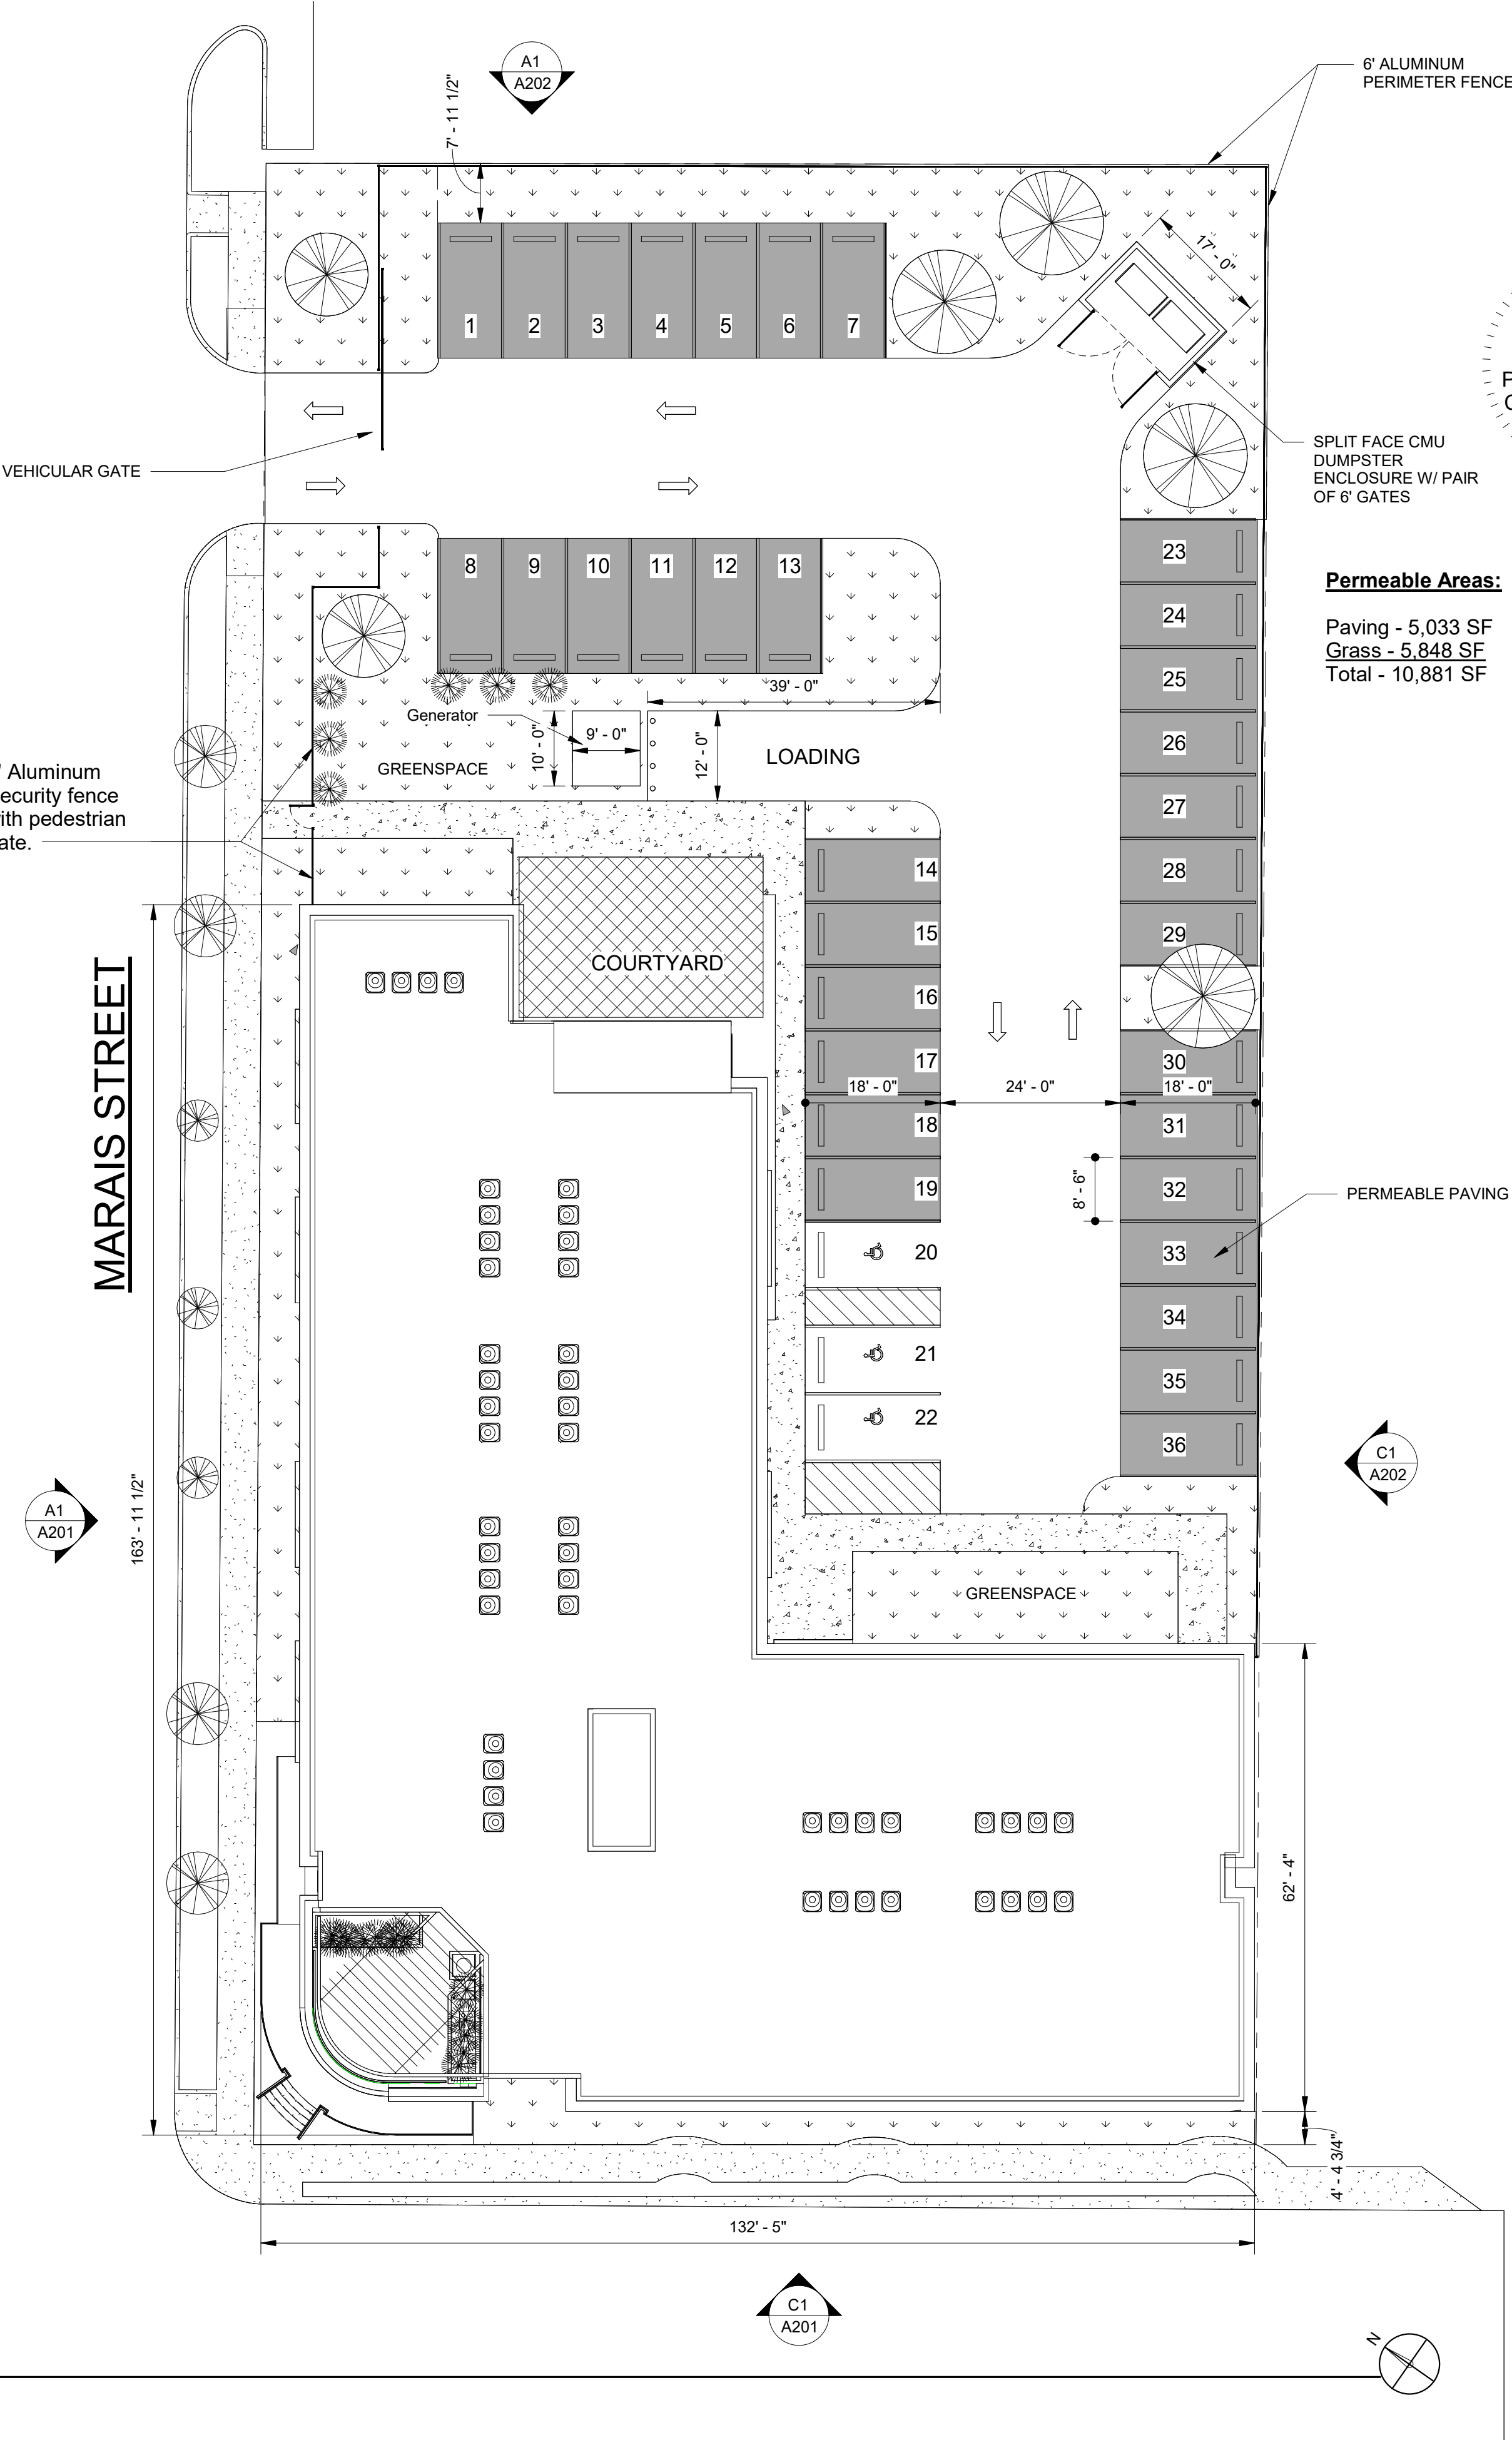 A1
A202
7' - 11 1/2"
6' ALUMINUM
PERIMETER FENCE
17' - 0"
1
2
3
4
5
6
7
VEHICULAR GATE
SPLIT FACE CMU
DUMPSTER
ENCLOSURE W/ PAIR
OF 6' GATES
8
9
10
11
12
13
23
24
25
26
27
28
29
30
31
32
33
34
35
36
Permeable Areas:
Paving - 5,033 SF
Grass - 5,848 SF
Total - 10,881 SF
39' - 0"
Generator
9' - 0"
10' - 0"
12' - 0"
LOADING
GREENSPACE
' Aluminum
ecurity fence
ith pedestrian
ate.
14
15
16
17
18
19
20
21
22
COURTYARD
MARAIS STREET
18' - 0"
24' - 0"
18' - 0"
8' - 6"
PERMEABLE PAVING
C1
A202
A1
A201
163' - 11 1/2"
GREENSPACE
62' - 4"
4' - 4 3/4"
132' - 5"
C1
A201
N